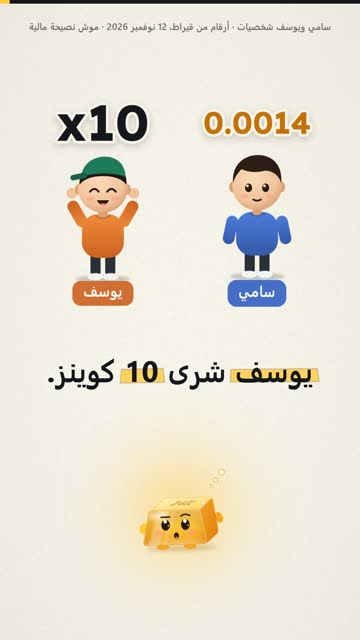 سامي ويوسف شخصيات · أرقام من قيراط، 12 نوفمبر 2026 · موش نصيحة مالية
x10
0.0014
يوسف
سامي
يوسف شرى 10 كوينز.